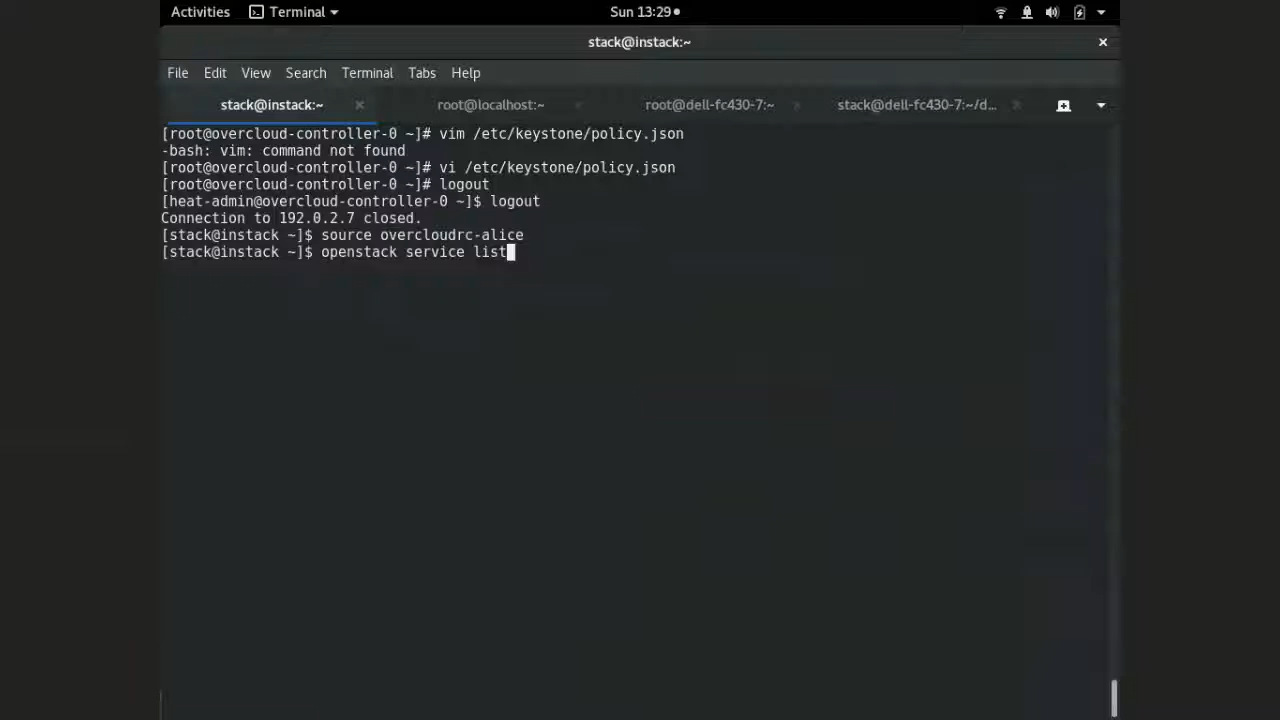 Activities Terminal Sun 13:29
stack@instack:~
File Edit View Search Terminal Tabs Help
stack@instack:~ root@localhost:~ root@dell-fc430-7:~ stack@dell-fc430-7:~/d...
[root@overcloud-controller-0 ~]# vim /etc/keystone/policy.json
-bash: vim: command not found
[root@overcloud-controller-0 ~]# vi /etc/keystone/policy.json
[root@overcloud-controller-0 ~]# logout
[heat-admin@overcloud-controller-0 ~]$ logout
Connection to 192.0.2.7 closed.
[stack@instack ~]$ source overcloudrc-alice
[stack@instack ~]$ openstack service list